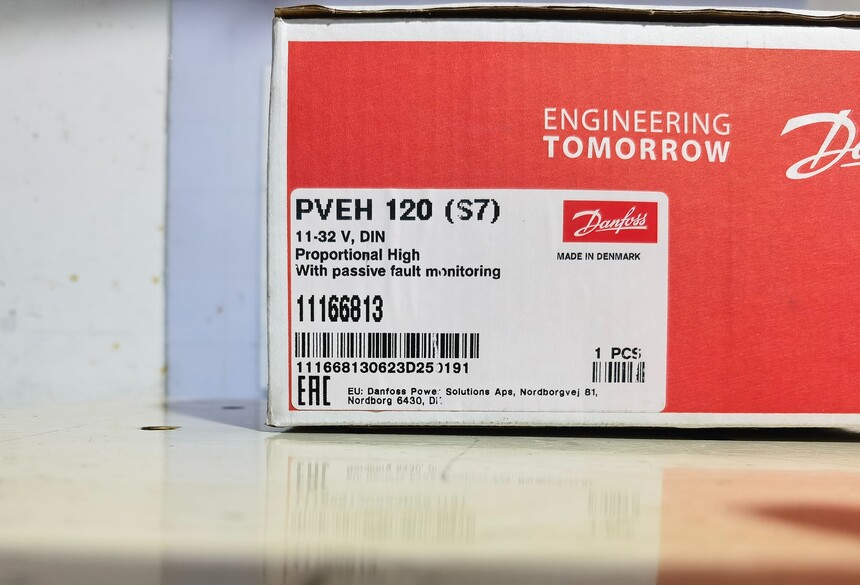 ENGINEERING
TOMORROW
PVEH 120 (S7)
Danfoss
11-32 V, DIN
Proportional High
MADE IN DENMARK
With passive fault monitoring
11166813
1 PCS
EAC
EU: Danfoss Power Solutions Aps, Nordborgvej 81,
Nordborg 6430,